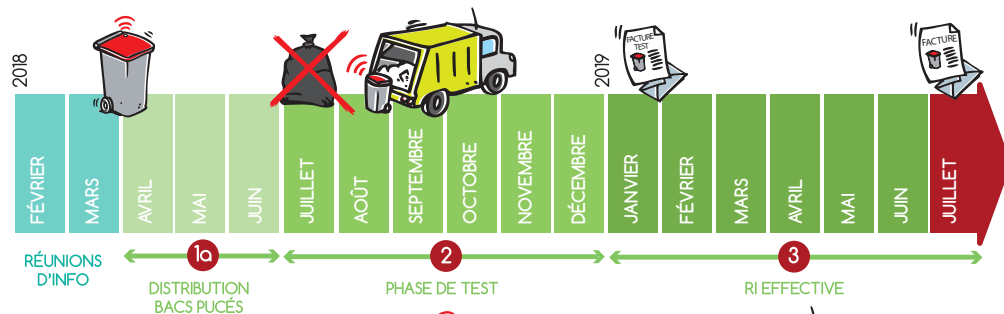 2018
2019
FACTURE
TEST
FACTURE
FÉVRIER
MARS
AVRIL
MAI
JUIN
JUILLET
AOÛT
SEPTEMBRE
OCTOBRE
NOVEMBRE
DÉCEMBRE
JANVIER
FÉVRIER
MARS
AVRIL
MAI
JUIN
JUILLET
RÉUNIONS
D'INFO
1a
DISTRIBUTION
BACS PUCÉS
2
PHASE DE TEST
3
RI EFFECTIVE